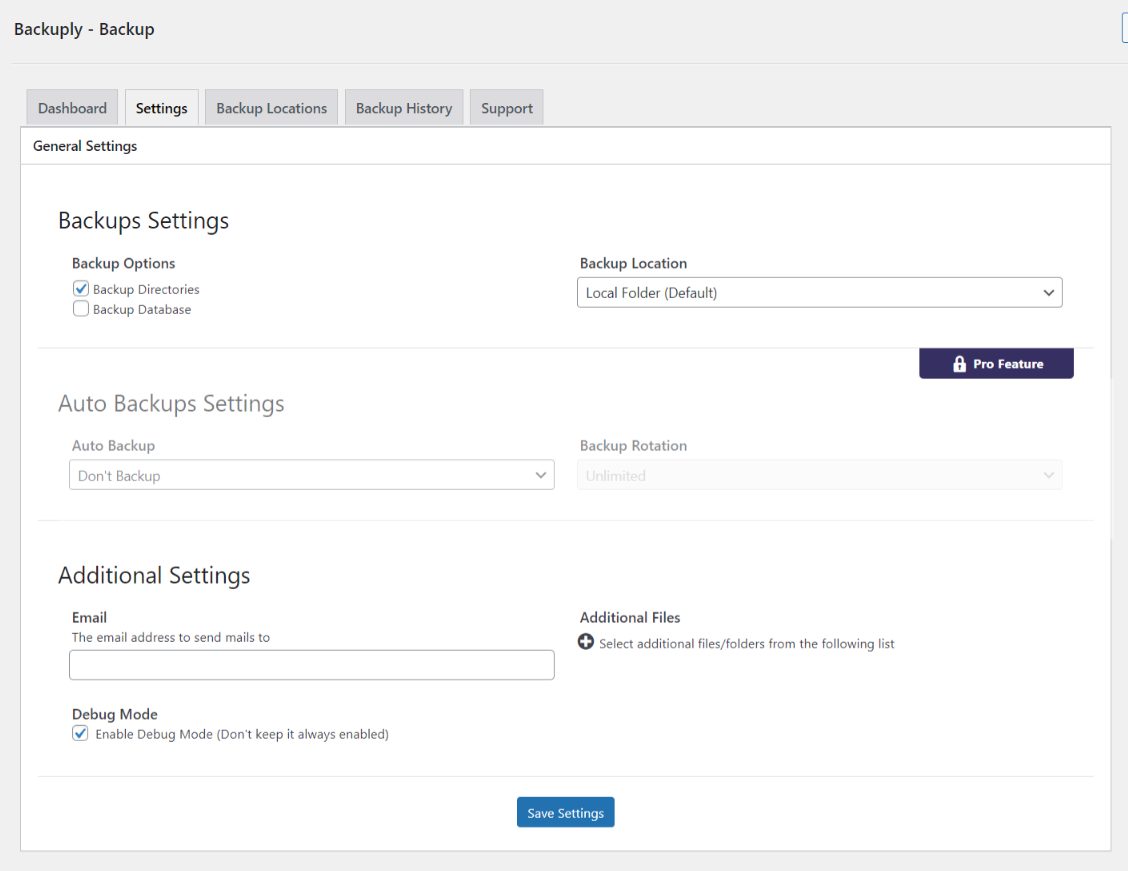 Backuply - Backup
Dashboard
Settings
Backup Locations
Backup History
Support
General Settings
Backups Settings
Backup Options
Backup Directories
Backup Database
Backup Location
Local Folder (Default)
Pro Feature
Auto Backups Settings
Auto Backup
Don't Backup
Backup Rotation
Unlimited
Additional Settings
Email
The email address to send mails to
Additional Files
Select additional files/folders from the following list
Debug Mode
Enable Debug Mode (Don't keep it always enabled)
Save Settings